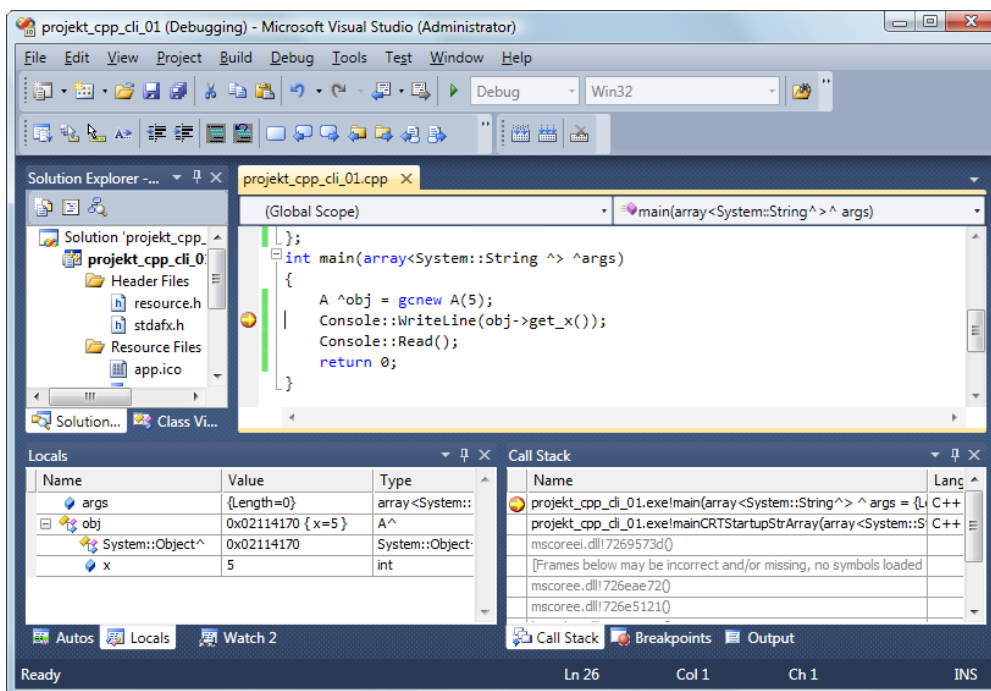 projekt_cpp_cli_01 (Debugging) - Microsoft Visual Studio (Administrator)
File Edit View Project Build Debug Tools Test Window Help
Debug Win32
Solution Explorer -... projekt_cpp_cli_01.cpp
(Global Scope) main(array<System::String^>^ args)
Solution 'projekt_cpp_
projekt_cpp_cli_0
Header Files
resource.h
stdafx.h
Resource Files
app.ico
};
int main(array<System::String ^> ^args)
{
A ^obj = gcnew A(5);
Console::WriteLine(obj->get_x());
Console::Read();
return 0;
}
Solution... Class Vi...
Locals
Name Value Type
args {Length=0} array<System::
obj 0x02114170 { x=5 } A^
System::Object^ 0x02114170 System::Object
x 5 int
Autos Locals Watch 2
Call Stack
Name Lang
projekt_cpp_cli_01.exe!main(array<System::String^> ^ args = {L C++
projekt_cpp_cli_01.exe!mainCRTStartupStrArray(array<System::S C++
mscoreei.dll!7269573d()
[Frames below may be incorrect and/or missing, no symbols loaded
mscoree.dll!726eae72()
mscoree.dll!726e5121()
Call Stack Breakpoints Output
Ready Ln 26 Col 1 Ch 1 INS